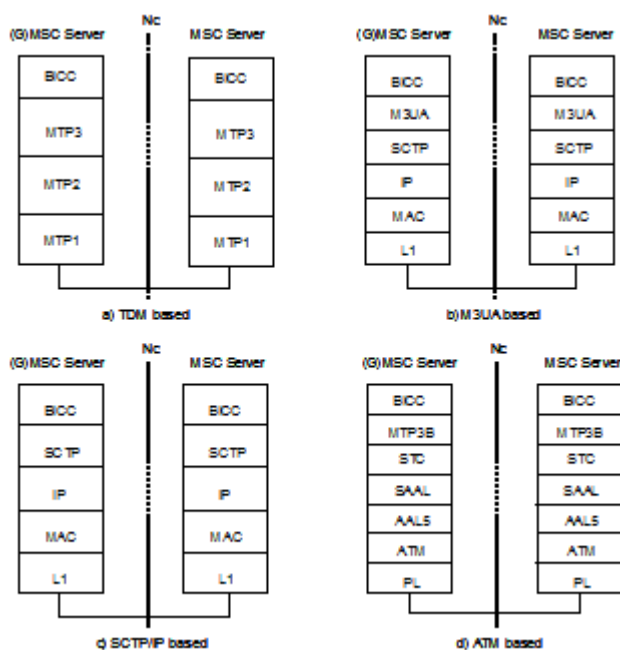 Nc
(G)MSC Server MSC Server
BICC BICC
MTP3 MTP3
MTP2 MTP2
MTP1 MTP1
a) TDM based
Nc
(G)MSC Server MSC Server
BICC BICC
M3UA M3UA
SCTP SCTP
IP IP
MAC MAC
L1 L1
b) M3UA based
Nc
(G)MSC Server MSC Server
BICC BICC
SCTP SCTP
IP IP
MAC MAC
L1 L1
c) SCTP/IP based
Nc
(G)MSC Server MSC Server
BICC BICC
MTP3B MTP3B
STC STC
SAAL SAAL
AAL5 AAL5
ATM ATM
PL PL
d) ATM based